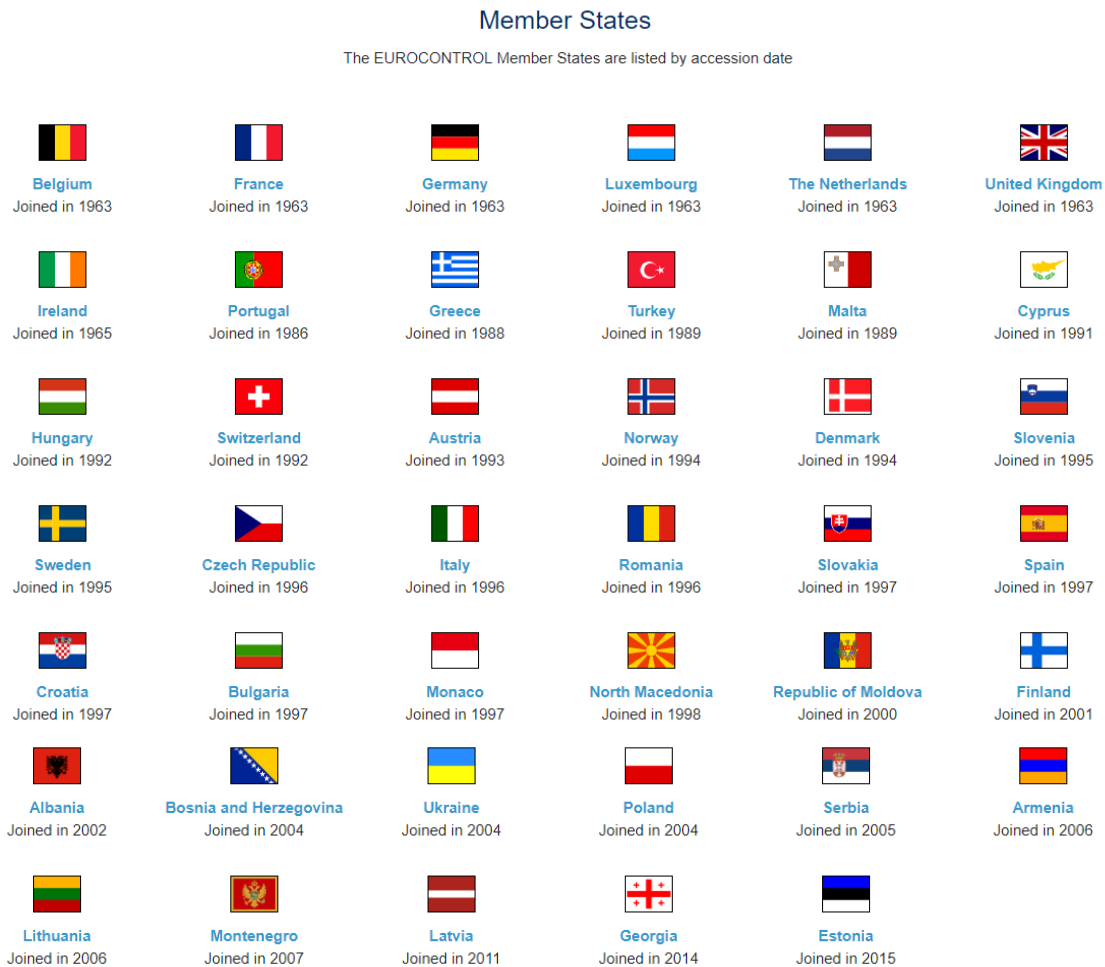 Member States
The EUROCONTROL Member States are listed by accession date
Belgium France Germany Luxembourg The Netherlands United Kingdom
Joined in 1963 Joined in 1963 Joined in 1963 Joined in 1963 Joined in 1963 Joined in 1963
Ireland Portugal Greece Turkey Malta Cyprus
Joined in 1965 Joined in 1986 Joined in 1988 Joined in 1989 Joined in 1989 Joined in 1991
Hungary Switzerland Austria Norway Denmark Slovenia
Joined in 1992 Joined in 1992 Joined in 1993 Joined in 1994 Joined in 1994 Joined in 1995
Sweden Czech Republic Italy Romania Slovakia Spain
Joined in 1995 Joined in 1996 Joined in 1996 Joined in 1996 Joined in 1997 Joined in 1997
Croatia Bulgaria Monaco North Macedonia Republic of Moldova Finland
Joined in 1997 Joined in 1997 Joined in 1997 Joined in 1998 Joined in 2000 Joined in 2001
Albania Bosnia and Herzegovina Ukraine Poland Serbia Armenia
Joined in 2002 Joined in 2004 Joined in 2004 Joined in 2004 Joined in 2005 Joined in 2006
Lithuania Montenegro Latvia Georgia Estonia
Joined in 2006 Joined in 2007 Joined in 2011 Joined in 2014 Joined in 2015